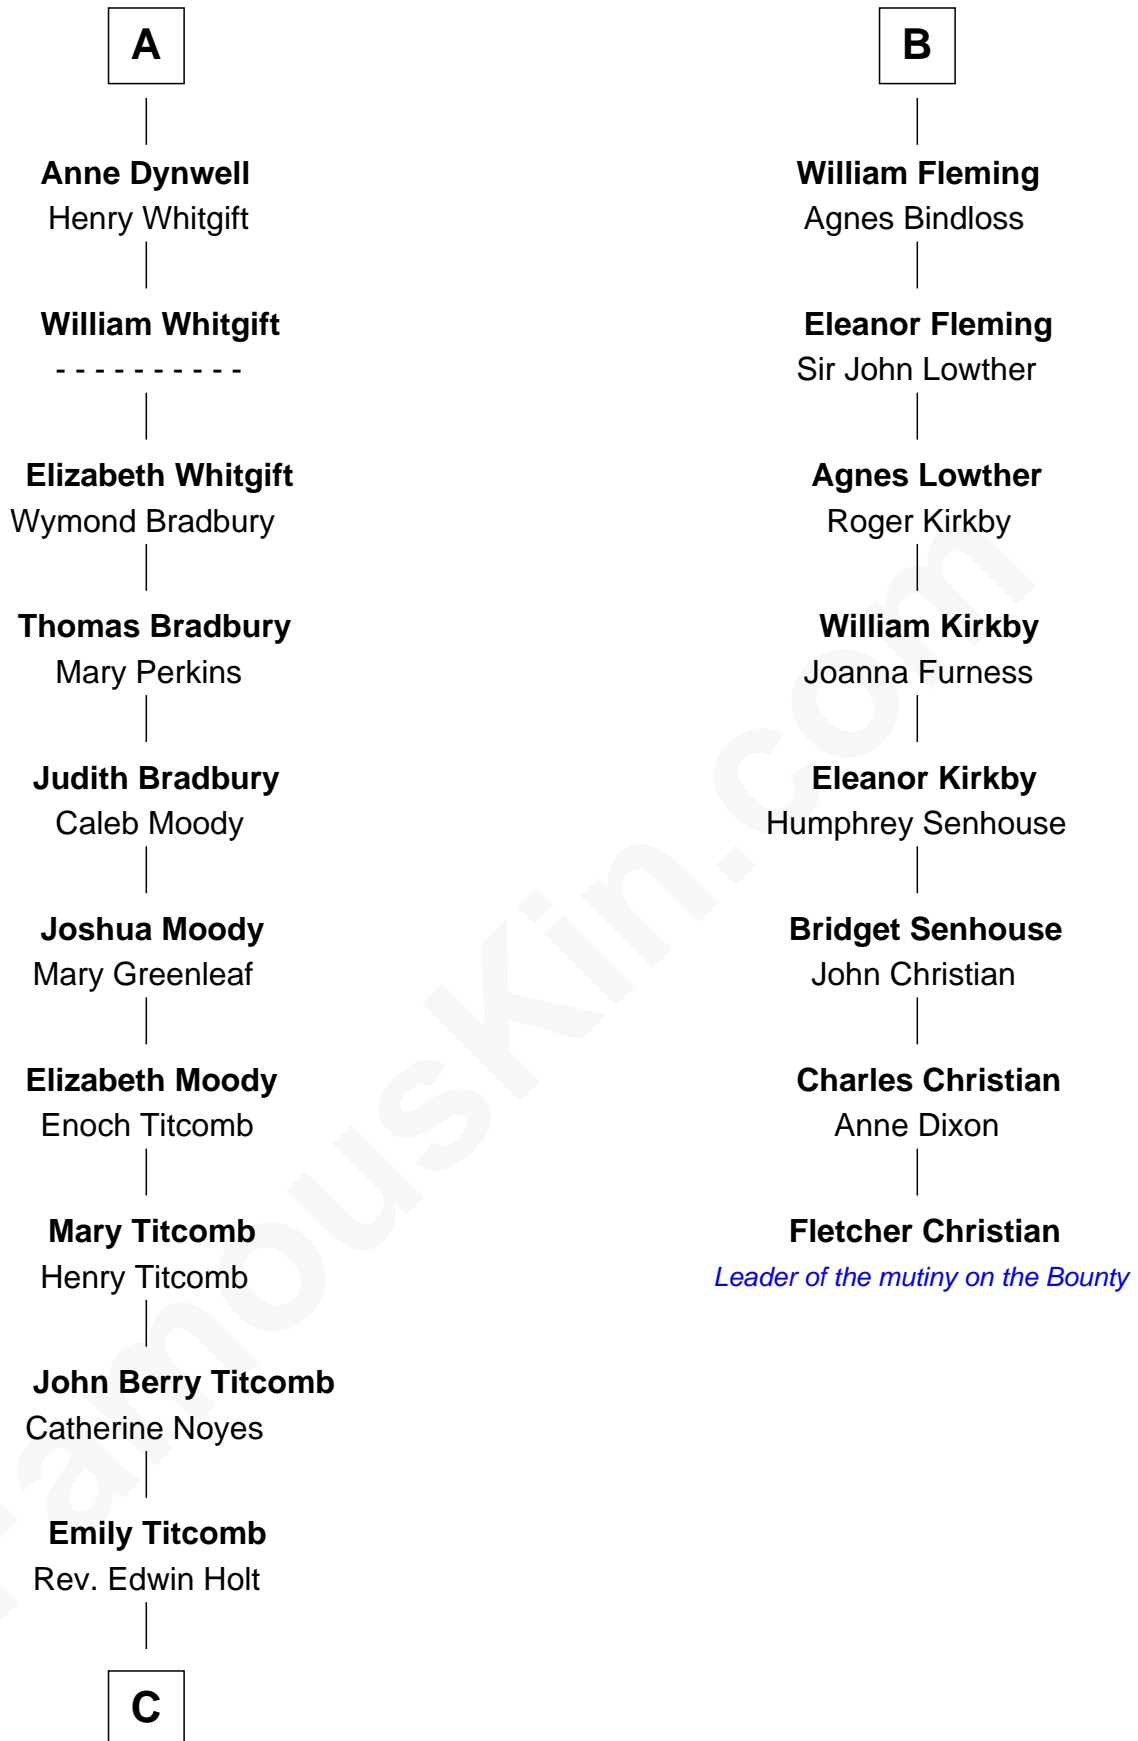 A
Anne Dynwell
Henry Whitgift
William Whitgift
- - - - - - - - - -
Elizabeth Whitgift
Wymond Bradbury
Thomas Bradbury
Mary Perkins
Judith Bradbury
Caleb Moody
Joshua Moody
Mary Greenleaf
Elizabeth Moody
Enoch Titcomb
Mary Titcomb
Henry Titcomb
John Berry Titcomb
Catherine Noyes
Emily Titcomb
Rev. Edwin Holt
C
B
William Fleming
Agnes Bindloss
Eleanor Fleming
Sir John Lowther
Agnes Lowther
Roger Kirkby
William Kirkby
Joanna Furness
Eleanor Kirkby
Humphrey Senhouse
Bridget Senhouse
John Christian
Charles Christian
Anne Dixon
Fletcher Christian
Leader of the mutiny on the Bounty
FamousKin.com